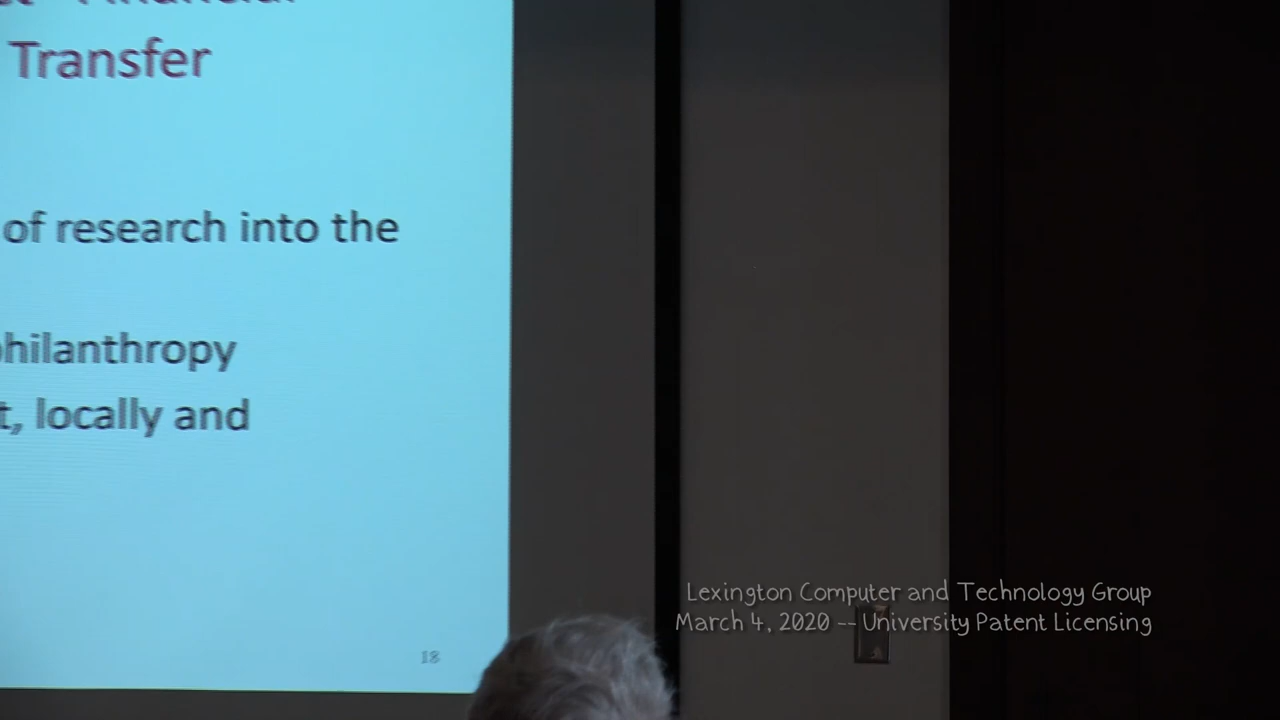 Financial
Transfer
of research into the
philanthropy
locally and
18
Lexington Computer and Technology Group
March 4, 2020 -- University Patent Licensing